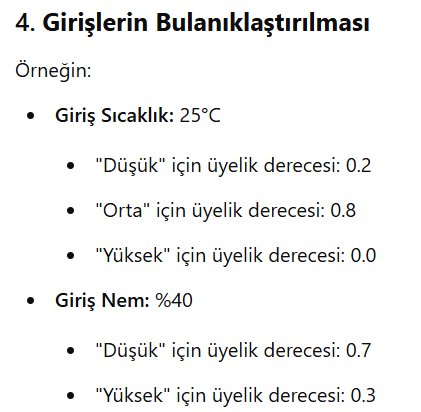 4. Girişlerin Bulanıklaştırılması
Örneğin:
• Giriş Sıcaklık: 25°C
• "Düşük" için üyelik derecesi: 0.2
• "Orta" için üyelik derecesi: 0.8
• "Yüksek" için üyelik derecesi: 0.0
• Giriş Nem: %40
• "Düşük" için üyelik derecesi: 0.7
• "Yüksek" için üyelik derecesi: 0.3